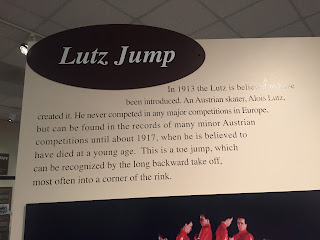 Lutz Jump
In 1913 the Lutz is believed to have
been introduced. An Austrian skater, Alois Lutz,
created it. He never competed in any major competitions in Europe,
but can be found in the records of many minor Austrian
competitions until about 1917, when he is believed to
have died at a young age. This is a toe jump, which
can be recognized by the long backward take off,
most often into a corner of the rink.